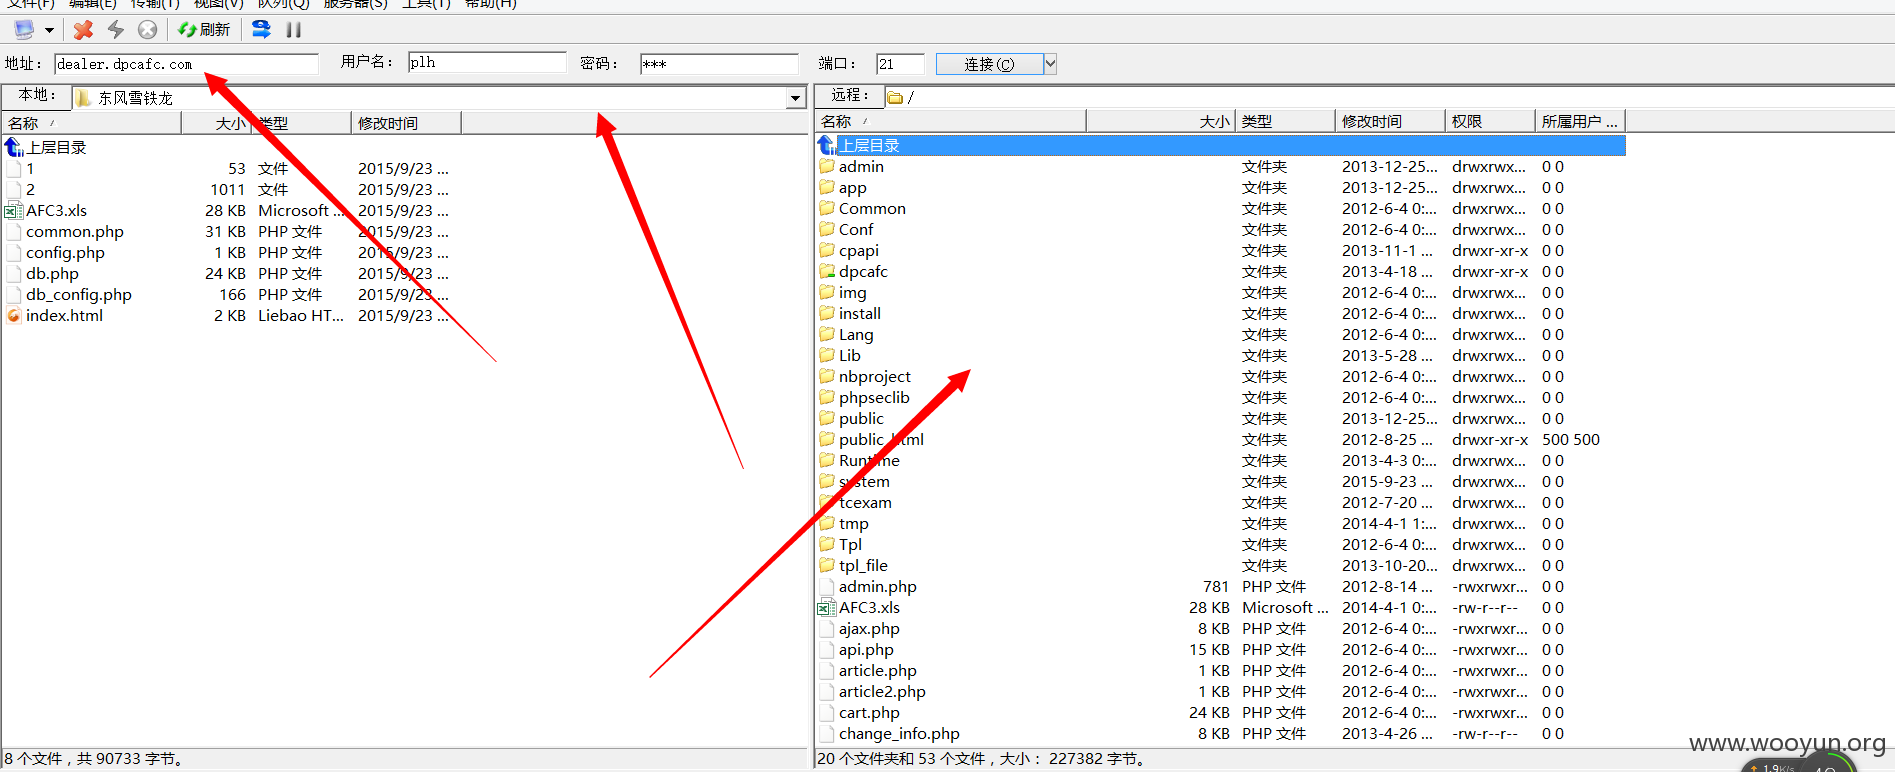 文件(F) 编辑(E) 传输(T) 视图(V) 队列(Q) 服务器(S) 工具(T) 帮助(H)
刷新
地址： dealer.dpcafc.com 用户名： plh 密码： *** 端口： 21 连接(C)
本地： 东风雪铁龙
名称 大小 类型 修改时间
上层目录
1 53 文件 2015/9/23 ...
2 1011 文件 2015/9/23 ...
AFC3.xls 28 KB Microsoft ... 2015/9/23 ...
common.php 31 KB PHP 文件 2015/9/23 ...
config.php 1 KB PHP 文件 2015/9/23 ...
db.php 24 KB PHP 文件 2015/9/23 ...
db_config.php 166 PHP 文件 2015/9/23 ...
index.html 2 KB Liebao HT... 2015/9/23 ...
8 个文件，共 90733 字节。
远程： /
名称 大小 类型 修改时间 权限 所属用户 ...
上层目录
admin 文件夹 2013-12-25... drwxrwx... 0 0
app 文件夹 2013-12-25... drwxrwx... 0 0
Common 文件夹 2012-6-4 0:... drwxrwx... 0 0
Conf 文件夹 2012-6-4 0:... drwxrwx... 0 0
cpapi 文件夹 2013-11-1 ... drwxr-xr-x 0 0
dpcafc 文件夹 2013-4-18 ... drwxr-xr-x 0 0
img 文件夹 2012-6-4 0:... drwxrwx... 0 0
install 文件夹 2012-6-4 0:... drwxrwx... 0 0
Lang 文件夹 2012-6-4 0:... drwxrwx... 0 0
Lib 文件夹 2013-5-28 ... drwxrwx... 0 0
nbproject 文件夹 2012-6-4 0:... drwxrwx... 0 0
phpseclib 文件夹 2012-6-4 0:... drwxrwx... 0 0
public 文件夹 2013-12-25... drwxrwx... 0 0
public_html 文件夹 2012-8-25 ... drwxr-xr-x 500 500
Runtime 文件夹 2013-4-3 0:... drwxrwx... 0 0
system 文件夹 2015-9-23 ... drwxrwx... 0 0
tcexam 文件夹 2012-7-20 ... drwxrwx... 0 0
tmp 文件夹 2014-4-1 1:... drwxrwx... 0 0
Tpl 文件夹 2012-6-4 0:... drwxrwx... 0 0
tpl_file 文件夹 2013-10-20... drwxrwx... 0 0
admin.php 781 PHP 文件 2012-8-14 ... -rwxrwxr... 0 0
AFC3.xls 28 KB Microsoft ... 2014-4-1 0:... -rw-r--r-- 0 0
ajax.php 8 KB PHP 文件 2012-6-4 0:... -rwxrwxr... 0 0
api.php 15 KB PHP 文件 2012-6-4 0:... -rwxrwxr... 0 0
article.php 1 KB PHP 文件 2012-6-4 0:... -rwxrwxr... 0 0
article2.php 1 KB PHP 文件 2012-6-4 0:... -rwxrwxr... 0 0
cart.php 24 KB PHP 文件 2012-6-4 0:... -rwxrwxr... 0 0
change_info.php 8 KB PHP 文件 2013-4-26 ... -rw-r--r-- 0 0
20 个文件夹和 53 个文件，大小： 227382 字节。
www.wooyun.org
1.9K/s